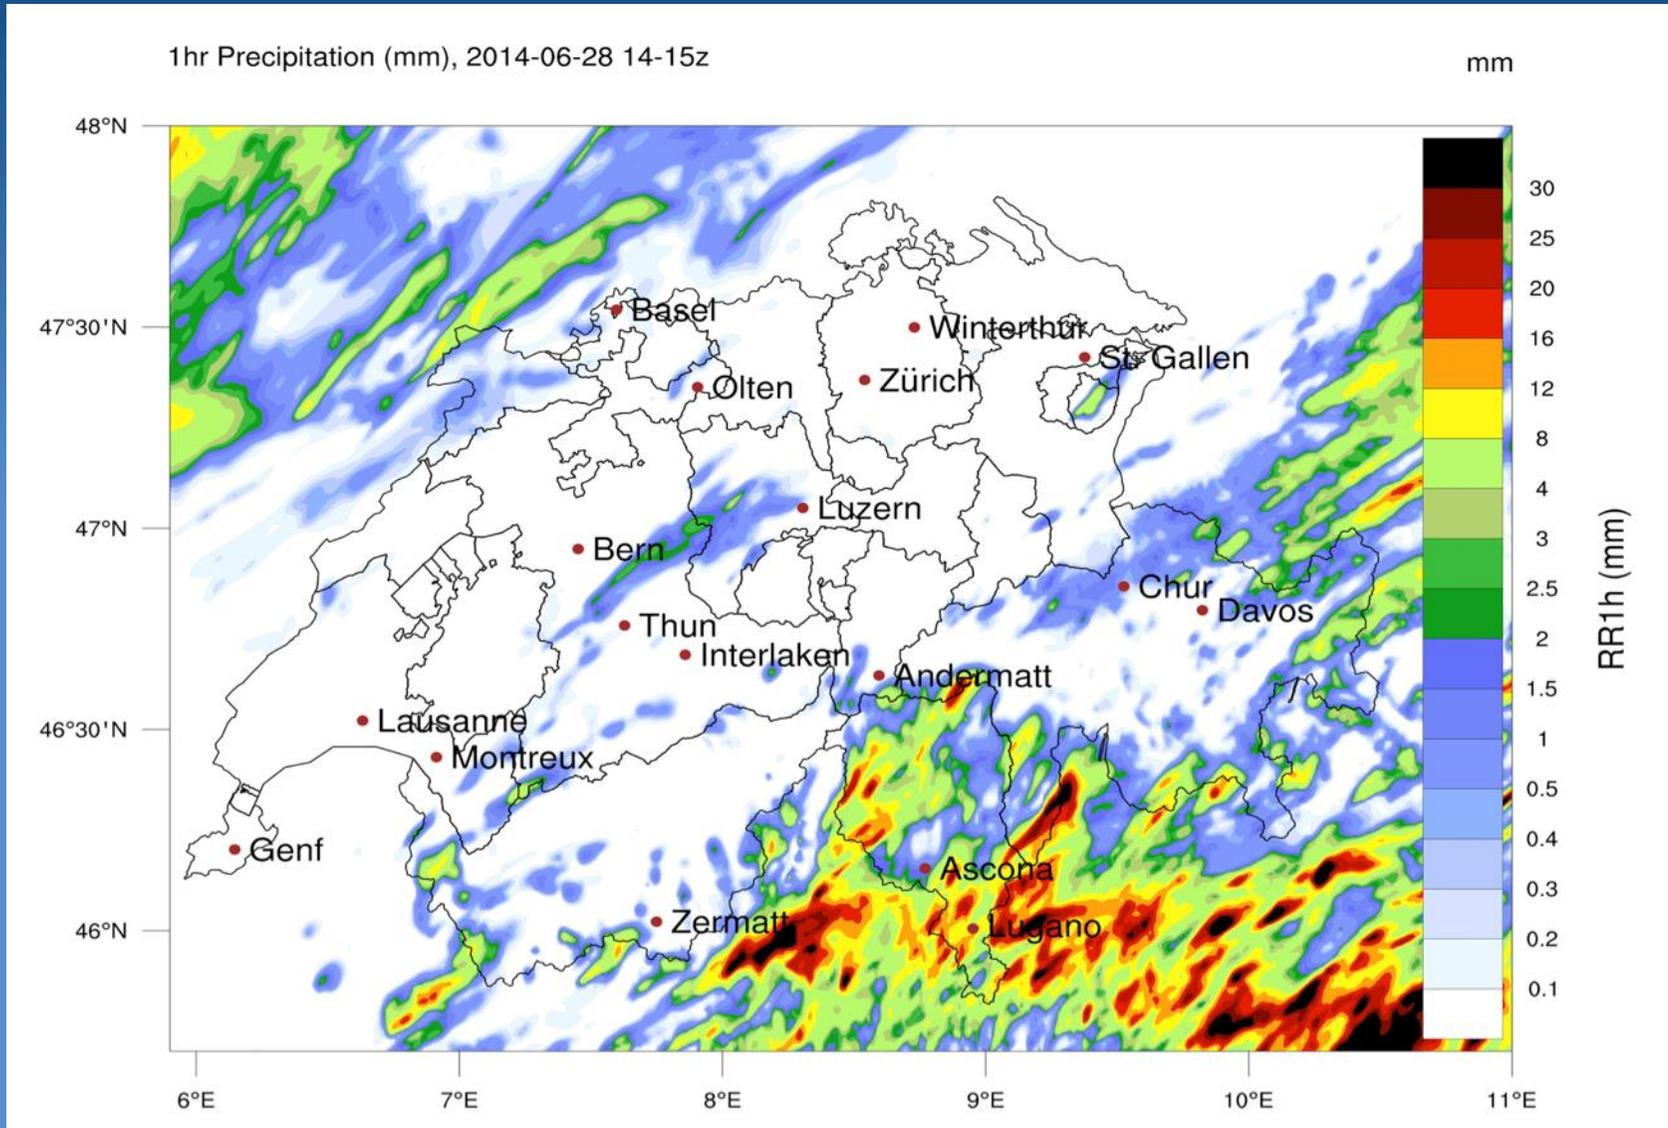 1hr Precipitation (mm), 2014-06-28 14-15z
mm
48°N
47°30'N
47°N
46°30'N
46°N
6°E
7°E
8°E
9°E
10°E
11°E
Basel
Winterthur
St. Gallen
Olten
Zürich
Luzern
Bern
Chur
Davos
Thun
Interlaken
Andermatt
Lausanne
Montreux
Genf
Ascona
Zermatt
Lugano
30
25
20
16
12
8
4
3
2.5
2
1.5
1
0.5
0.4
0.3
0.2
0.1
RR1h (mm)